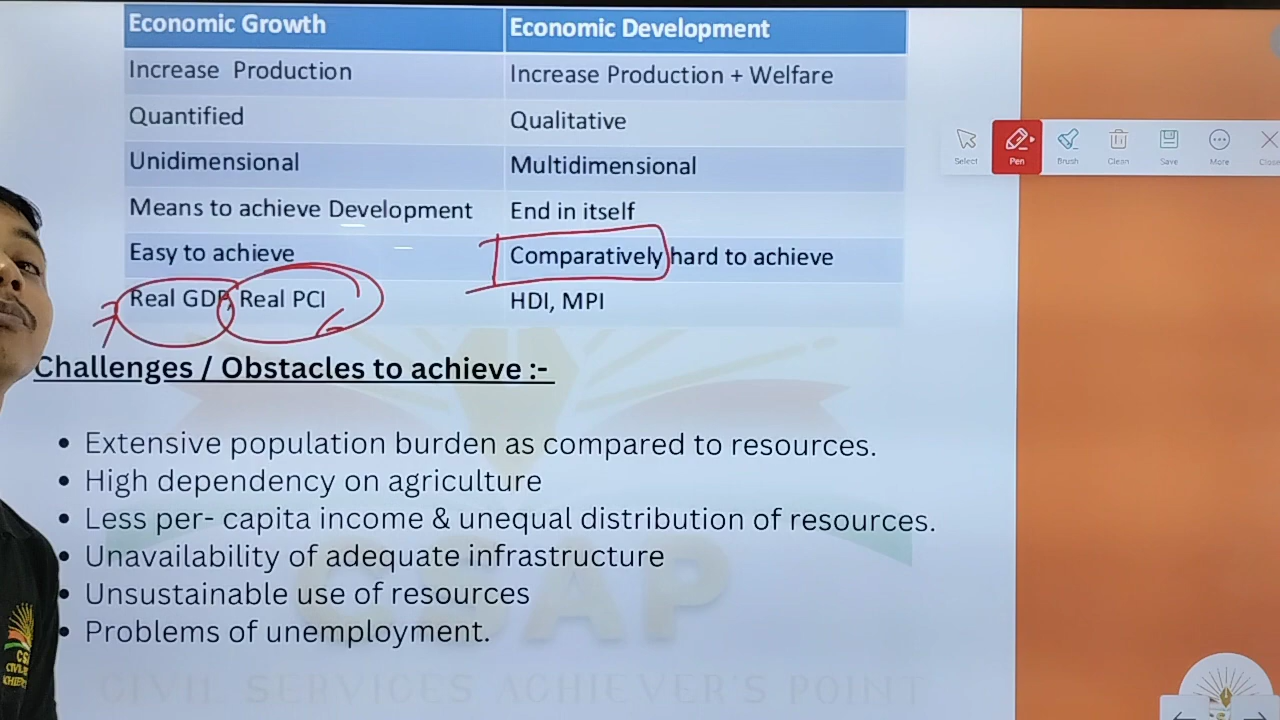 Economic Growth Economic Development
Increase Production Increase Production + Welfare
Quantified Qualitative
Unidimensional Multidimensional
Means to achieve Development End in itself
Easy to achieve Comparatively hard to achieve
Real GDP, Real PCI HDI, MPI
Select Pen Brush Clean Save More Close
Challenges / Obstacles to achieve :-
• Extensive population burden as compared to resources.
• High dependency on agriculture
• Less per- capita income & unequal distribution of resources.
• Unavailability of adequate infrastructure
• Unsustainable use of resources
• Problems of unemployment.
CSAP
CIVIL SERVICES ACHIEVER'S POINT